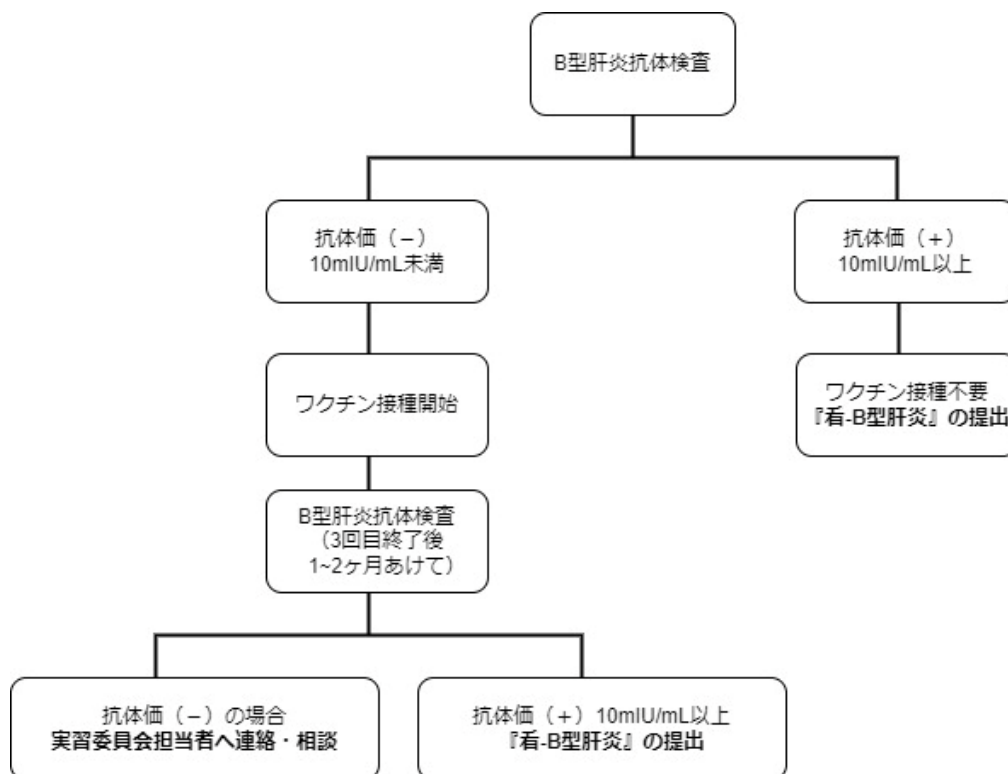 B型肝炎抗体検査
抗体価（－）
10mIU/mL未満
抗体価（＋）
10mIU/mL以上
ワクチン接種開始
ワクチン接種不要
『看-B型肝炎』の提出
B型肝炎抗体検査
（3回目終了後
1~2ヶ月あけて）
抗体価（－）の場合
実習委員会担当者へ連絡・相談
抗体価（＋）10mIU/mL以上
『看-B型肝炎』の提出